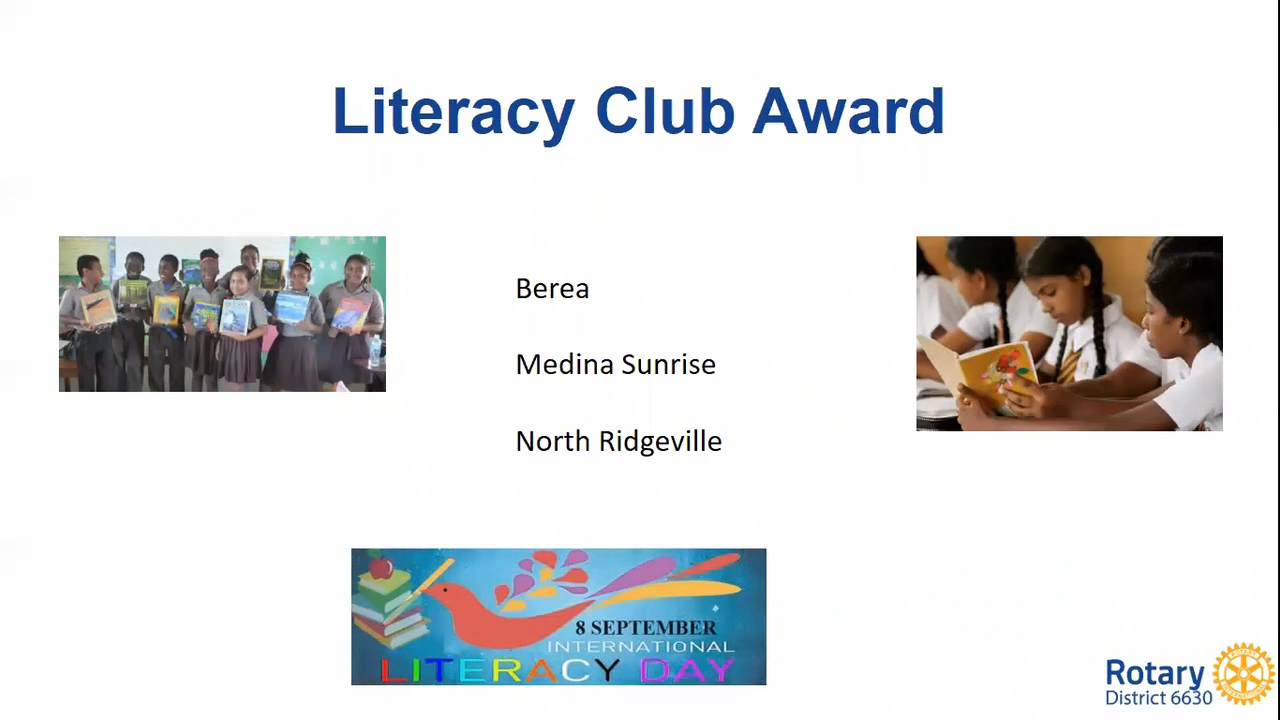 Literacy Club Award
Berea
Medina Sunrise
North Ridgeville
8 SEPTEMBER
INTERNATIONAL
LITERACY DAY
Rotary
District 6630